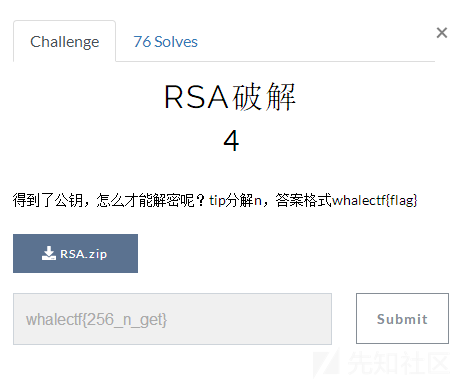 Challenge
76 Solves
×
RSA破解
4
得到了公钥，怎么才能解密呢？tip分解n，答案格式whalectf{flag}
RSA.zip
whalectf{256_n_get}
Submit
先知社区